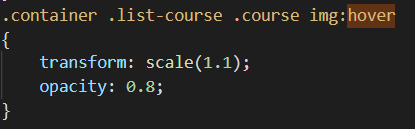 .container .list-course .course img:hover
{
    transform: scale(1.1);
    opacity: 0.8;
}